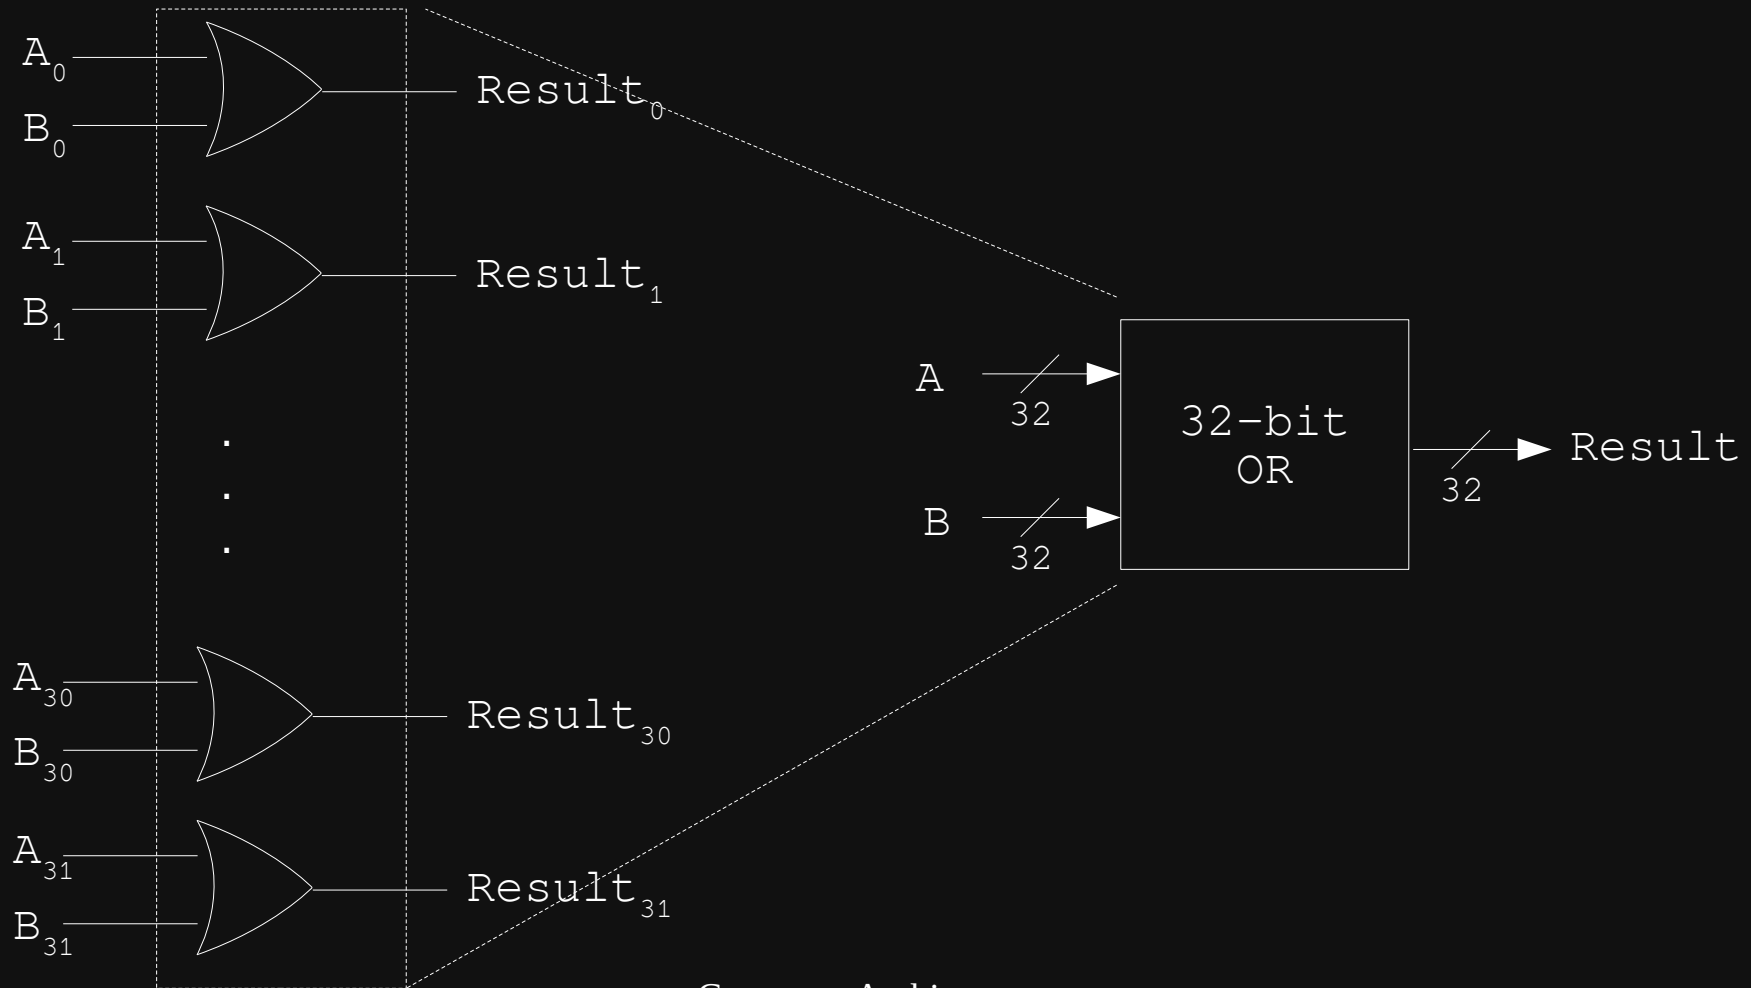 A0
B0
Result0
A1
B1
Result1
.
.
.
A30
B30
Result30
A31
B31
Result31
A
32
B
32
32-bit
OR
32
Result